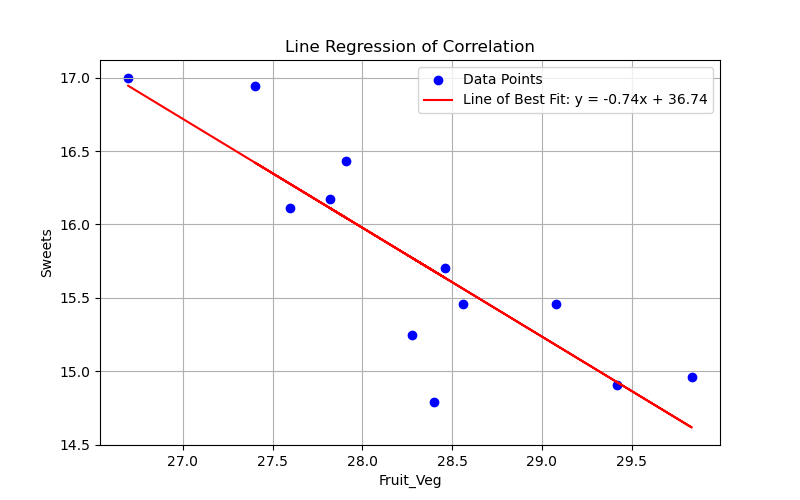 Line Regression of Correlation
Data Points
Line of Best Fit: y = -0.74x + 36.74
17.0
16.5
16.0
15.5
15.0
14.5
Sweets
27.0 27.5 28.0 28.5 29.0 29.5
Fruit_Veg